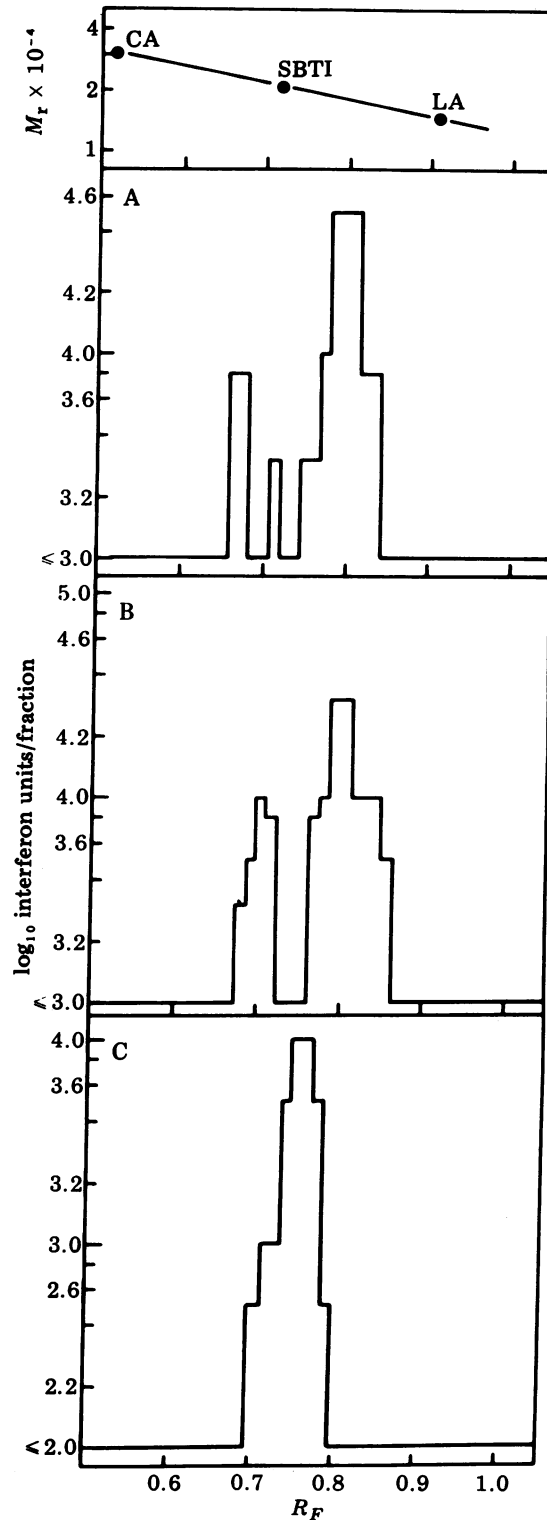 M_r × 10^-4
4
2
1
CA
SBTI
LA
A
4.6
4.2
4.0
3.6
3.2
≤ 3.0
log₁₀ interferon units/fraction
B
5.0
4.6
4.2
4.0
3.6
3.2
≤ 3.0
C
4.0
3.6
3.2
3.0
2.6
2.2
≤ 2.0
0.6 0.7 0.8 0.9 1.0
R_F